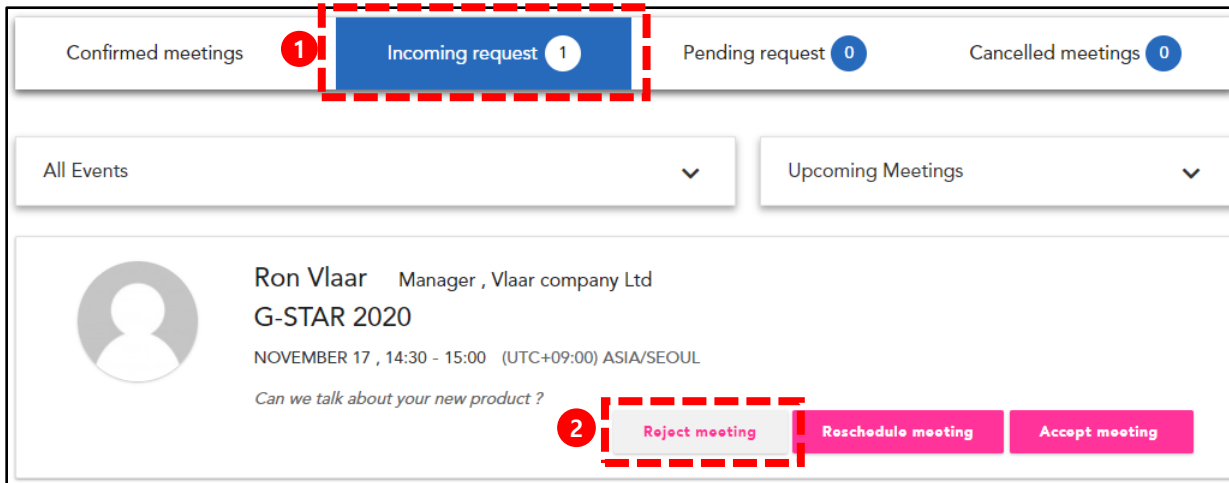 Confirmed meetings 1 Incoming request 1 Pending request 0 Cancelled meetings 0
All Events Upcoming Meetings
Ron Vlaar Manager , Vlaar company Ltd
G-STAR 2020
NOVEMBER 17 , 14:30 - 15:00 (UTC+09:00) ASIA/SEOUL
Can we talk about your new product ?
2 Reject meeting Reschedule meeting Accept meeting